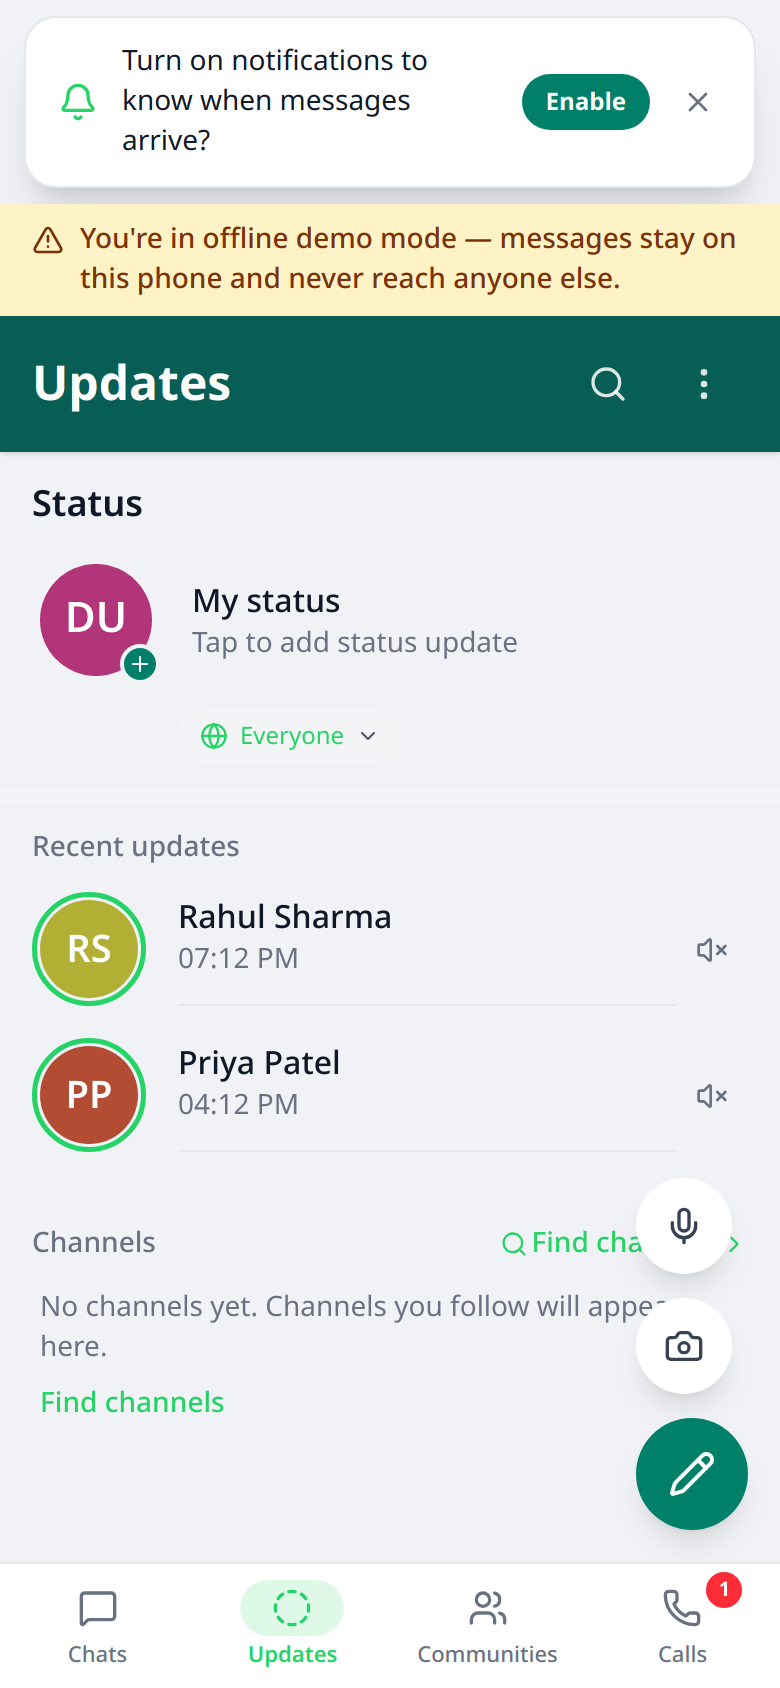 Turn on notifications to
know when messages
arrive?
Enable
You're in offline demo mode — messages stay on
this phone and never reach anyone else.
Updates
Status
DU
My status
Tap to add status update
Everyone
Recent updates
RS
Rahul Sharma
07:12 PM
PP
Priya Patel
04:12 PM
Channels
Find
No channels yet. Channels you follow will
here.
Find channels
1
Chats
Updates
Communities
Calls